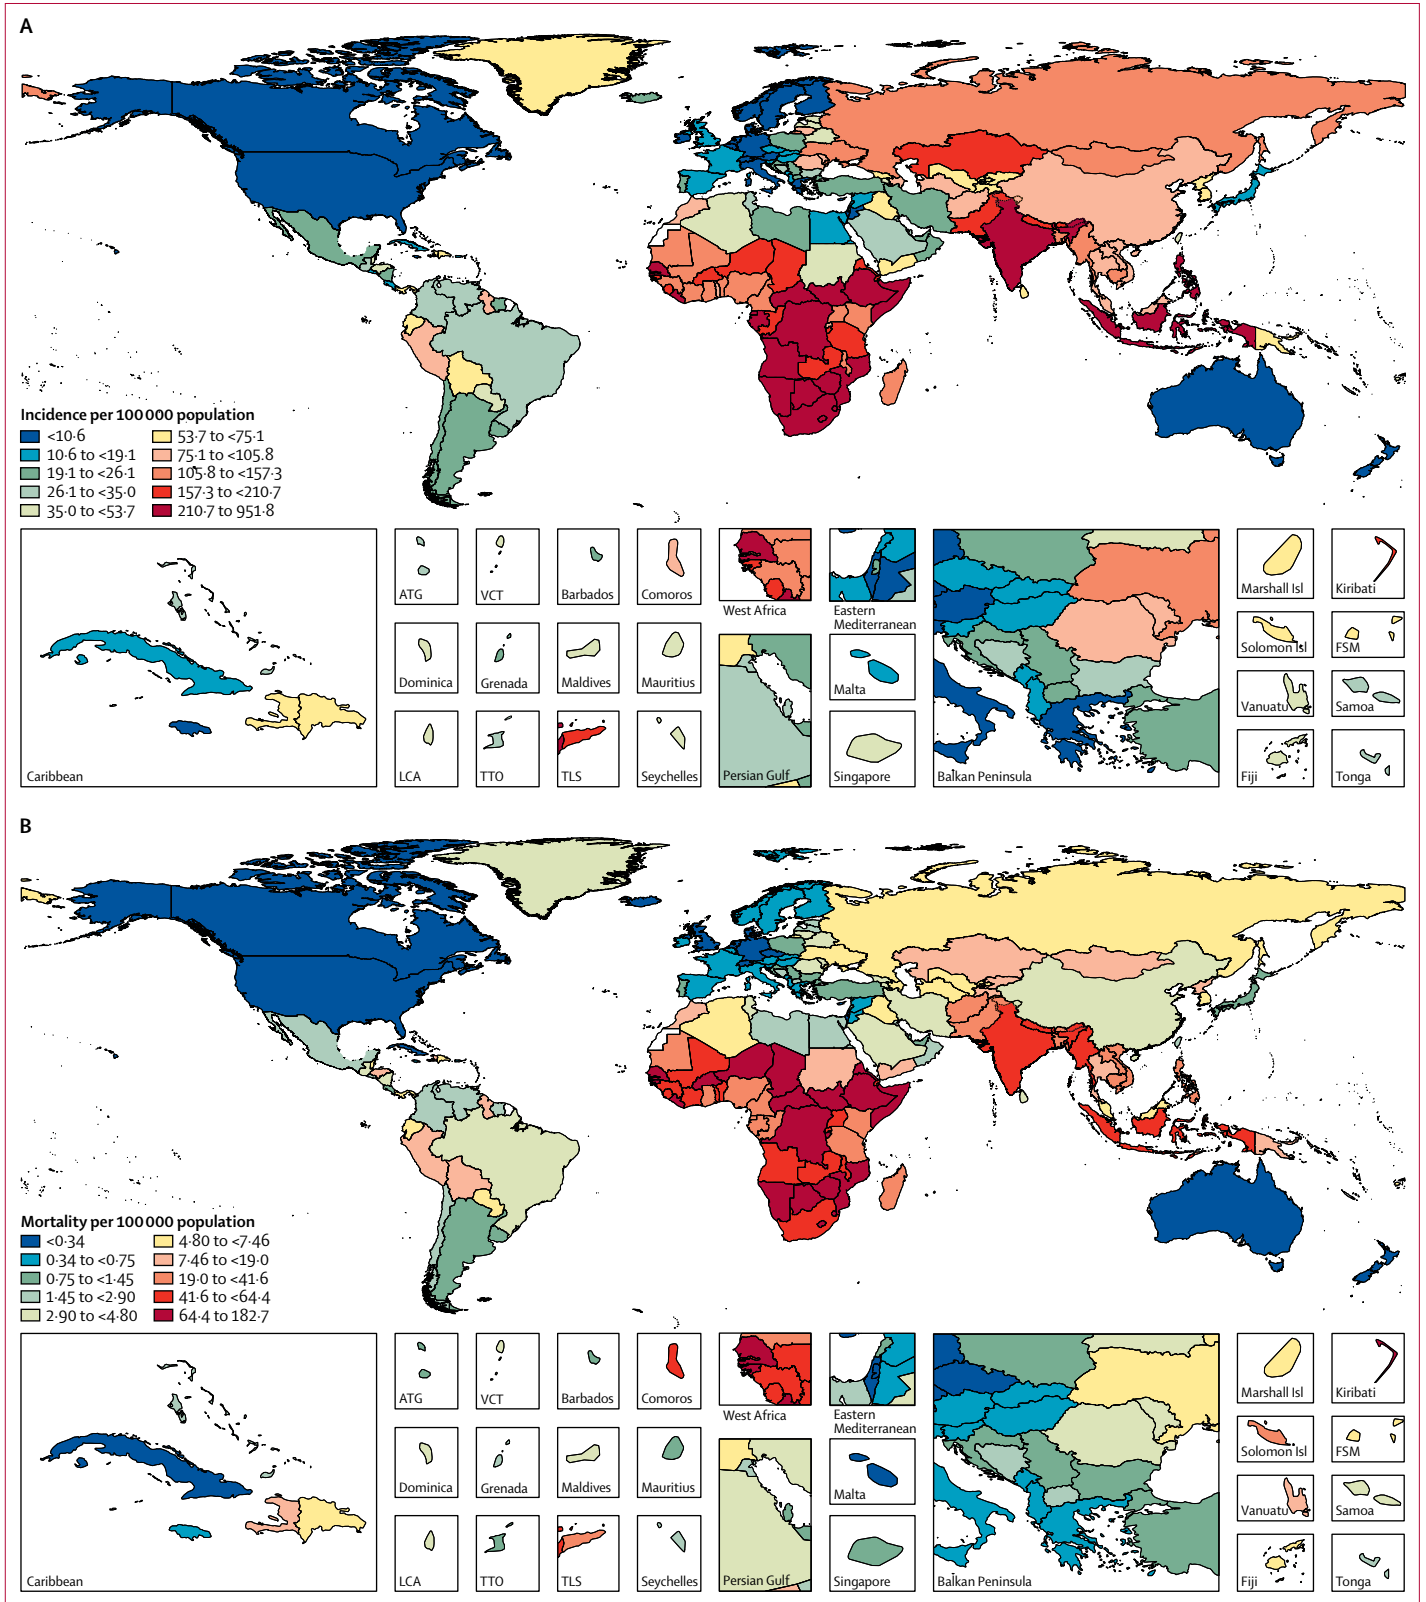 A
Incidence per 100 000 population
<10·6
10·6 to <19·1
19·1 to <26·1
26·1 to <35·0
35·0 to <53·7
53·7 to <75·1
75·1 to <105·8
105·8 to <157·3
157·3 to <210·7
210·7 to 951·8
Caribbean
ATG
VCT
Barbados
Comoros
Dominica
Grenada
Maldives
Mauritius
LCA
TTO
TLS
Seychelles
West Africa
Eastern
Mediterranean
Persian Gulf
Malta
Singapore
Balkan Peninsula
Marshall Isl
Kiribati
Solomon Isl
FSM
Vanuatu
Samoa
Fiji
Tonga
B
Mortality per 100 000 population
<0·34
0·34 to <0·75
0·75 to <1·45
1·45 to <2·90
2·90 to <4·80
4·80 to <7·46
7·46 to <19·0
19·0 to <41·6
41·6 to <64·4
64·4 to 182·7
Caribbean
ATG
VCT
Barbados
Comoros
Dominica
Grenada
Maldives
Mauritius
LCA
TTO
TLS
Seychelles
West Africa
Eastern
Mediterranean
Persian Gulf
Malta
Singapore
Balkan Peninsula
Marshall Isl
Kiribati
Solomon Isl
FSM
Vanuatu
Samoa
Fiji
Tonga